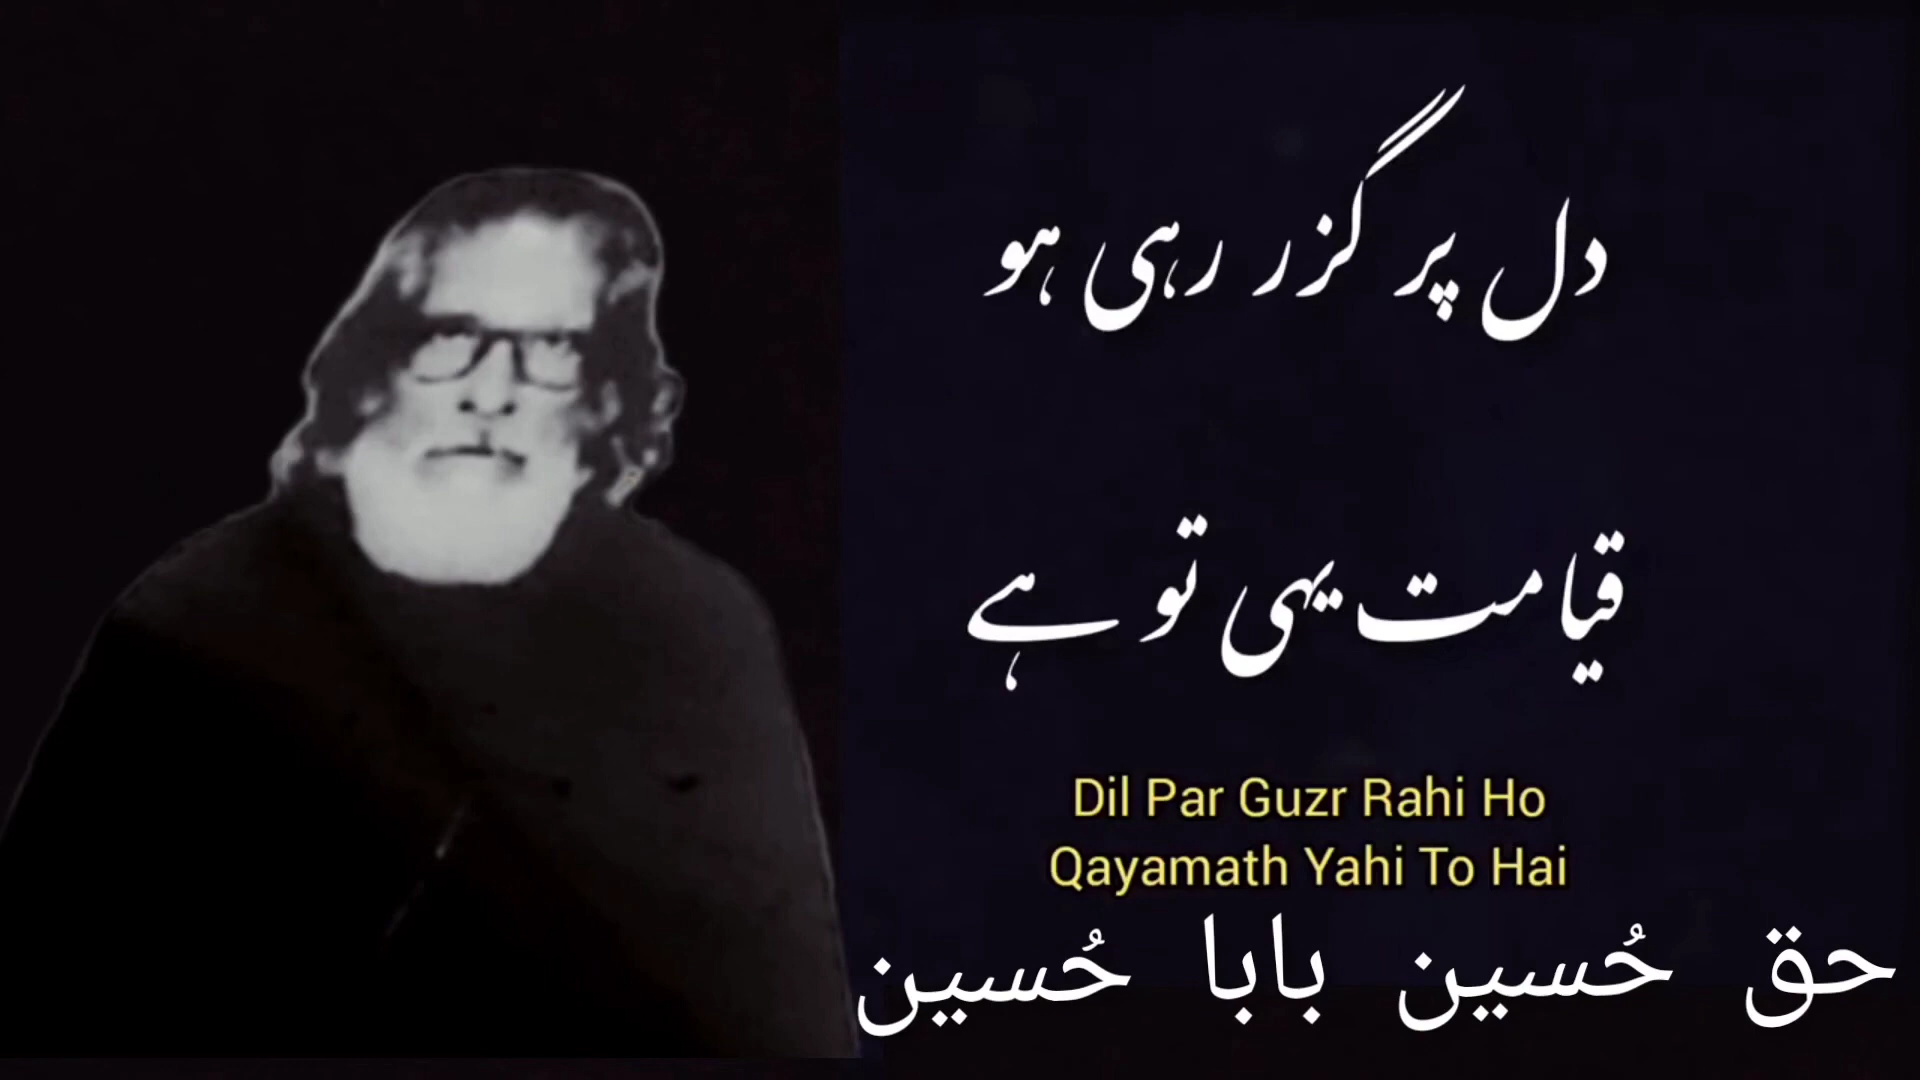 دل پر گزر رہی ہو
قیامت یہی تو ہے
Dil Par Guzr Rahi Ho
Qayamath Yahi To Hai
حق حُسین بابا حُسین